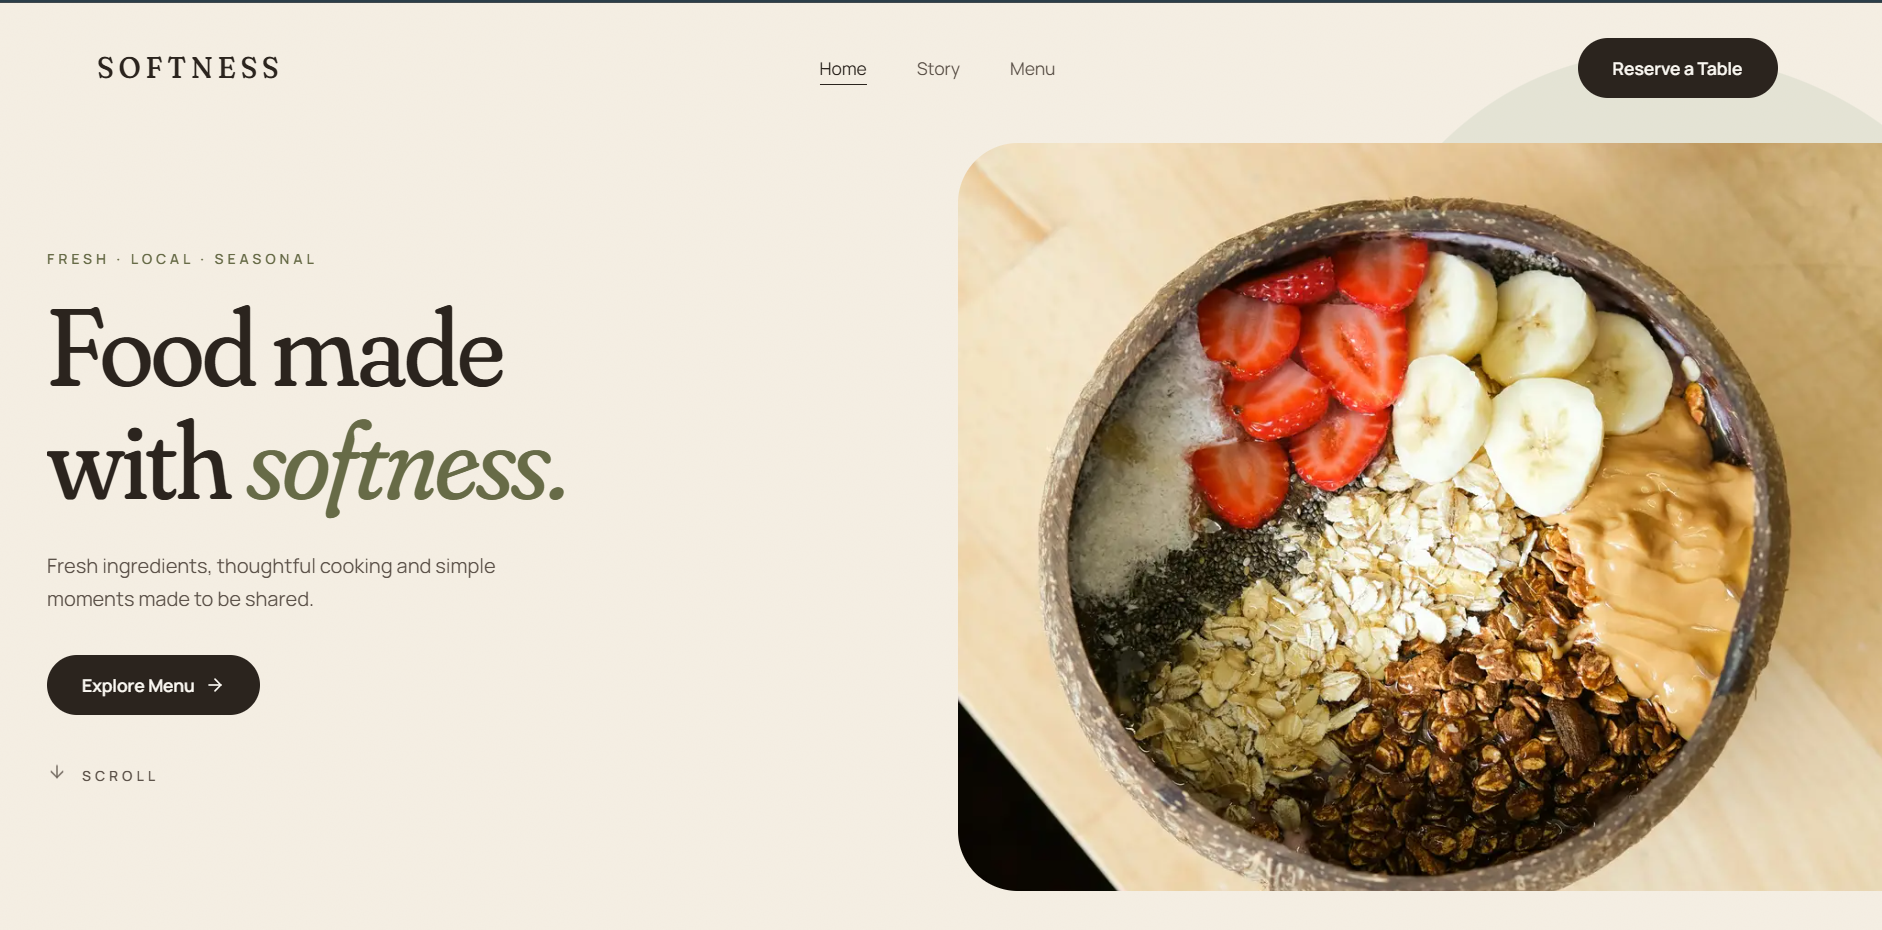 SOFTNESS
Home
Story
Menu
Reserve a Table
FRESH · LOCAL · SEASONAL
Food made
with softness.
Fresh ingredients, thoughtful cooking and simple
moments made to be shared.
Explore Menu →
↓ SCROLL